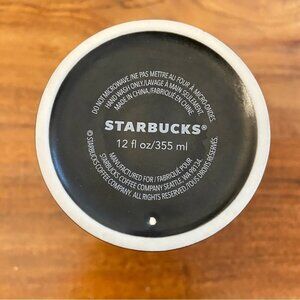 DO NOT MICROWAVE/NE PAS METTRE AU FOUR À MICRO-ONDES.
HAND WASH ONLY/LAVAGE À MAIN SEULEMENT
MADE IN CHINA/FABRIQUÉ EN CHINE.
STARBUCKS®
12 fl oz/355 ml
MANUFACTURED FOR / FABRIQUÉ POUR
STARBUCKS COFFEE COMPANY SEATTLE, WA 98134.
©STARBUCKS COFFEE COMPANY. ALL RIGHTS RESERVED./TOUS DROITS RÉSERVÉS.